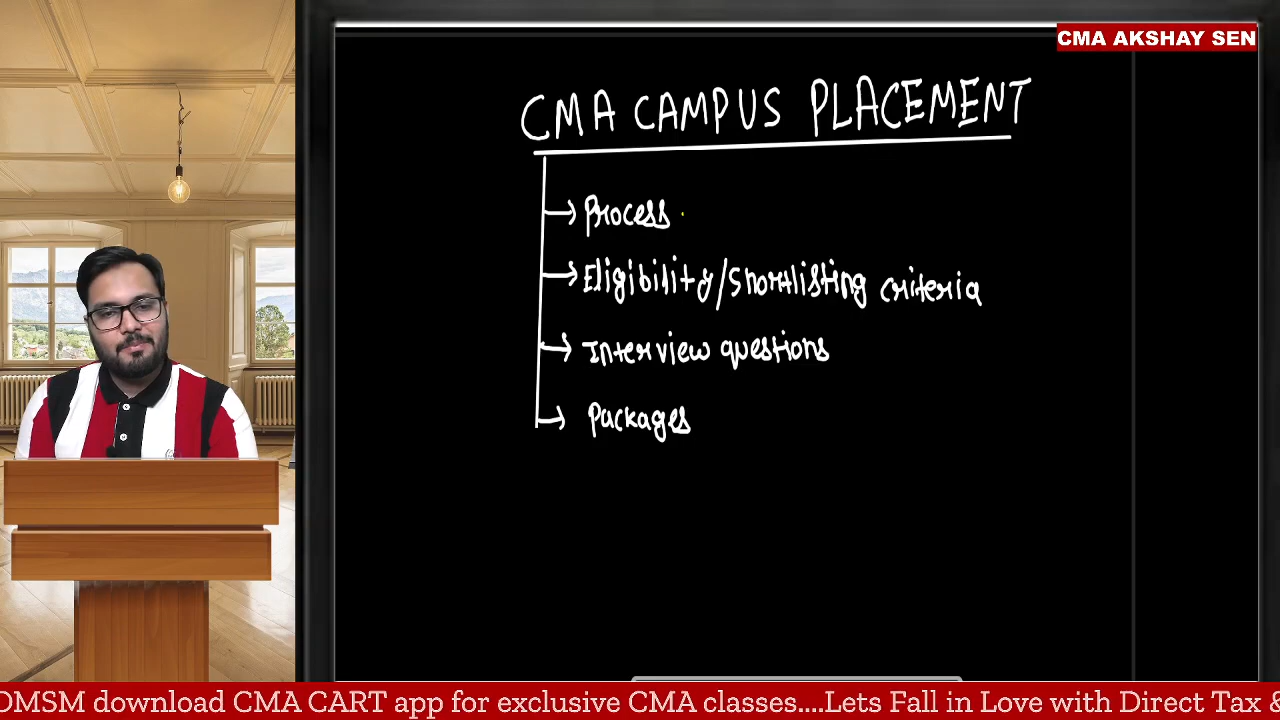 CMA AKSHAY SEN
CMA CAMPUS PLACEMENT
Process
Eligibility/Shortlisting criteria
Interview questions
Packages
DMSM download CMA CART app for exclusive CMA classes....Lets Fall in Love with Direct Tax &